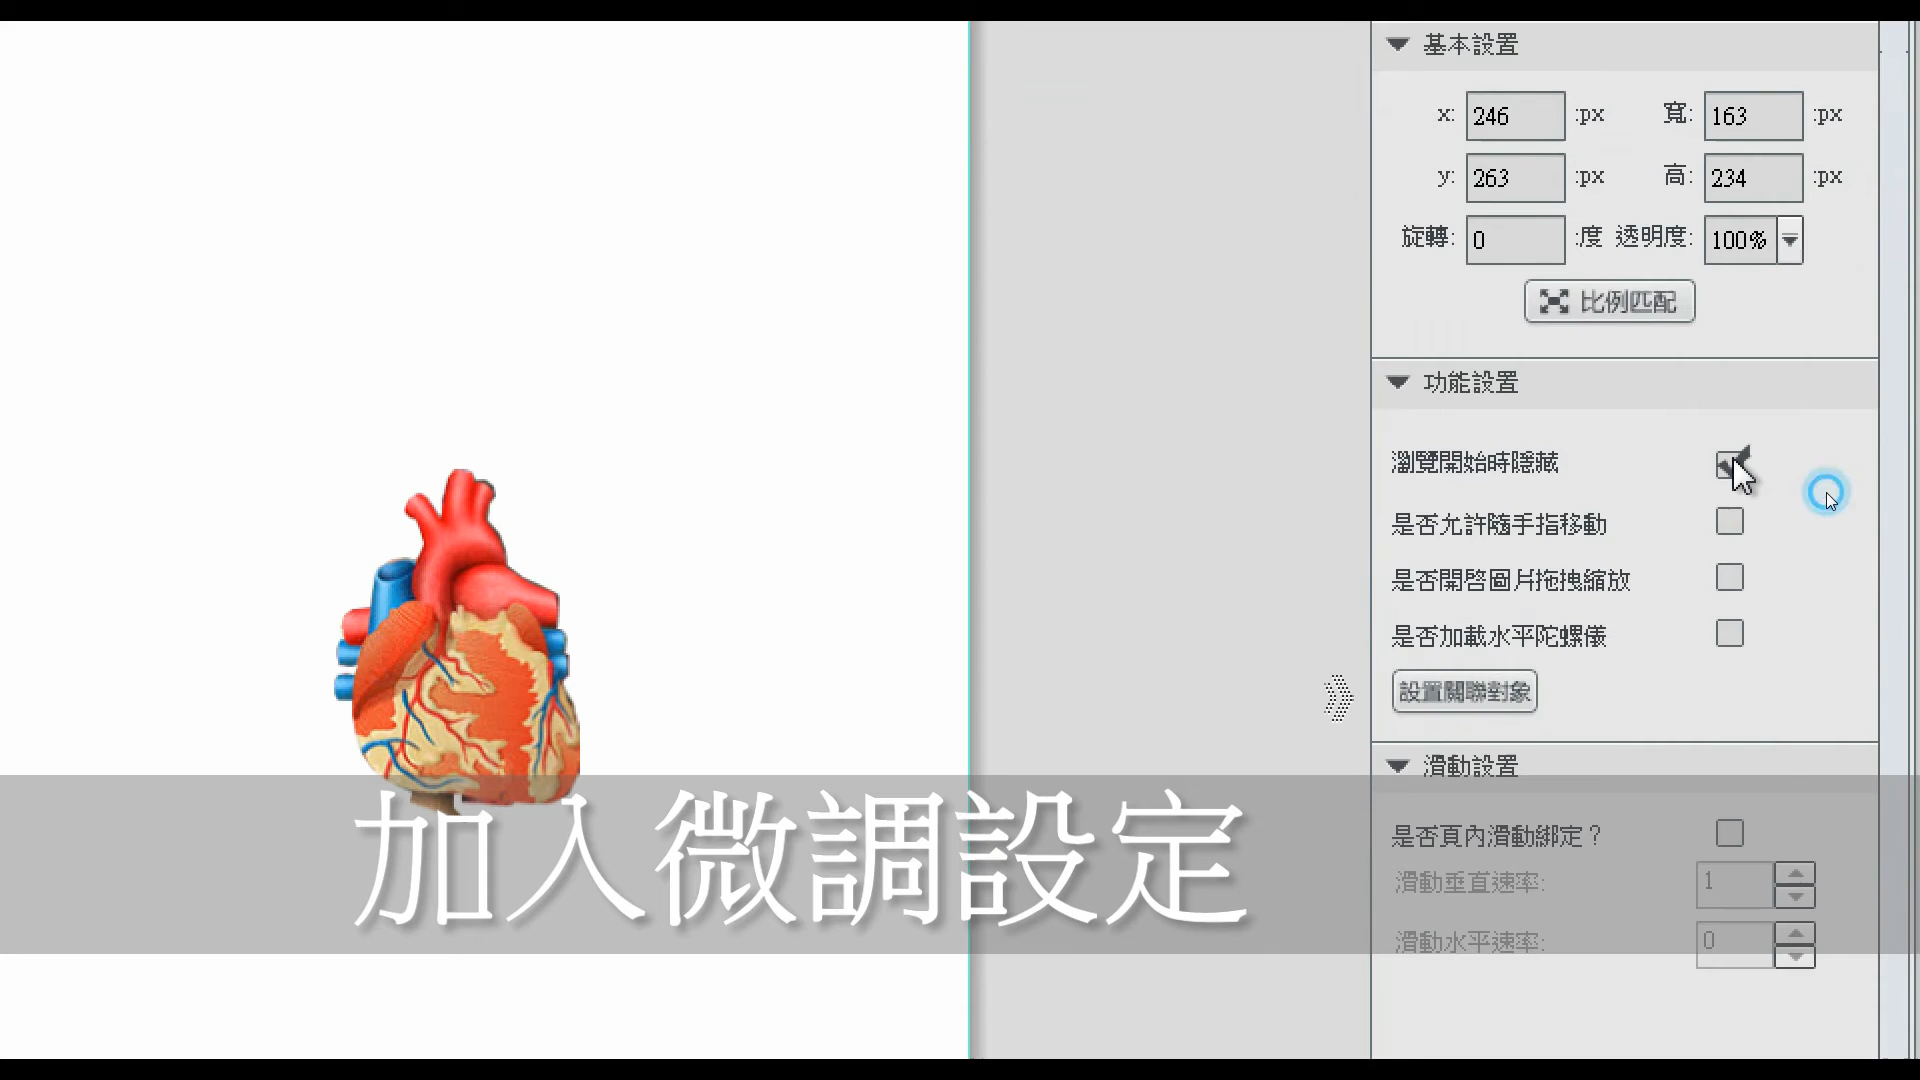 基本設置
x: 246 :px 寬: 163 :px
y: 263 :px 高: 234 :px
旋轉: 0 :度 透明度: 100%
比例匹配
功能設置
瀏覽開始時隱藏
是否允許隨手指移動
是否開啓圖片拖拽縮放
是否加載水平陀螺儀
設置關聯對象
滑動設置
加入微調設定
是否頁內滑動綁定？
滑動垂直速率: 1
滑動水平速率: 0